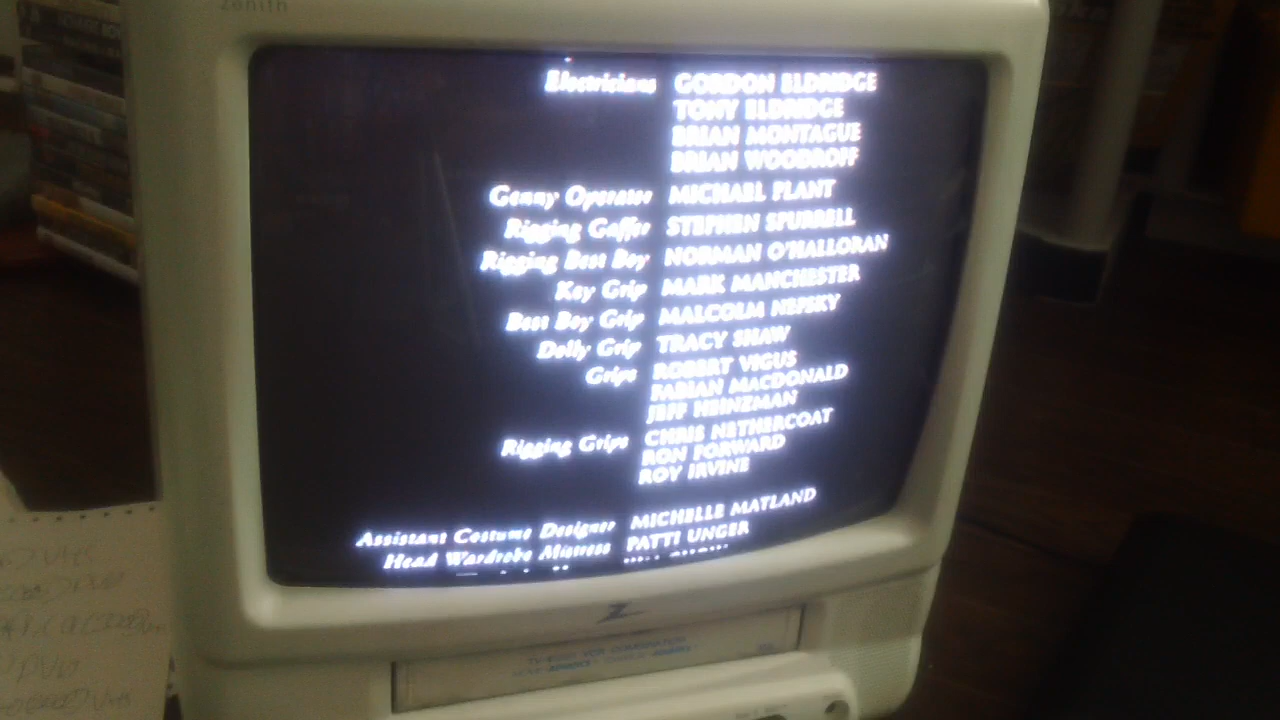 Zenith
Electricians GORDON ELDRIDGE
TONY ELDRIDGE
BRIAN MONTAGUE
BRIAN WOODROFF
Genny Operator MICHAEL PLANT
Rigging Gaffer STEPHEN SPURRELL
Rigging Best Boy NORMAN O'HALLORAN
Key Grip MARK MANCHESTER
Best Boy Grip MALCOLM NEFSKY
Dolly Grip TRACY SHAW
Grips ROBERT VIGUS
FABIAN MACDONALD
JEFF HEINZMAN
Rigging Grips CHRIS NETHERCOAT
RON FORWARD
ROY IRVINE
Assistant Costume Designer MICHELLE MATLAND
Head Wardrobe Mistress PATTI UNGER
Z
VCR